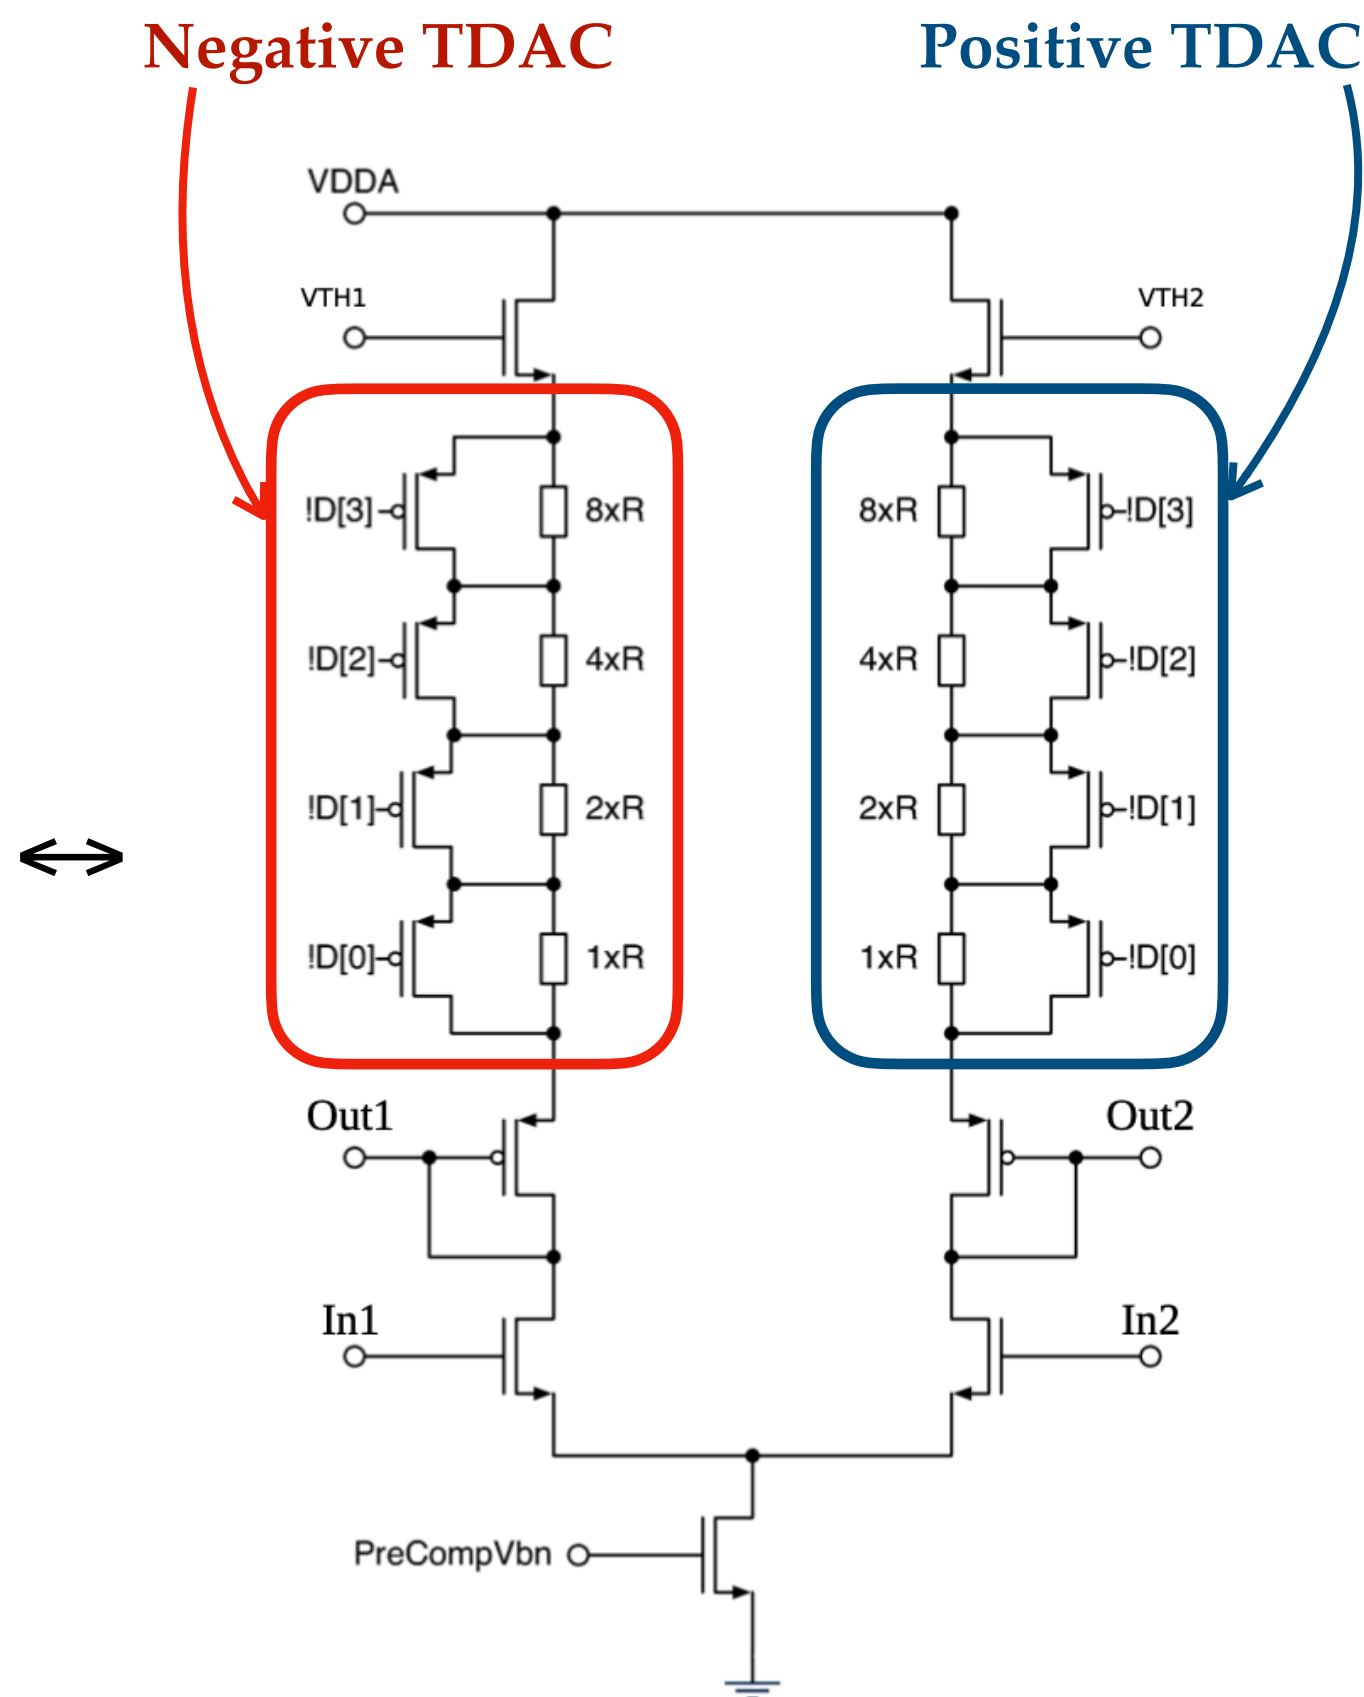 Negative TDAC
Positive TDAC
VDDA
VTH1
VTH2
!D[3]
8xR
8xR
!D[3]
!D[2]
4xR
4xR
!D[2]
!D[1]
2xR
2xR
!D[1]
!D[0]
1xR
1xR
!D[0]
Out1
Out2
In1
In2
PreCompVbn